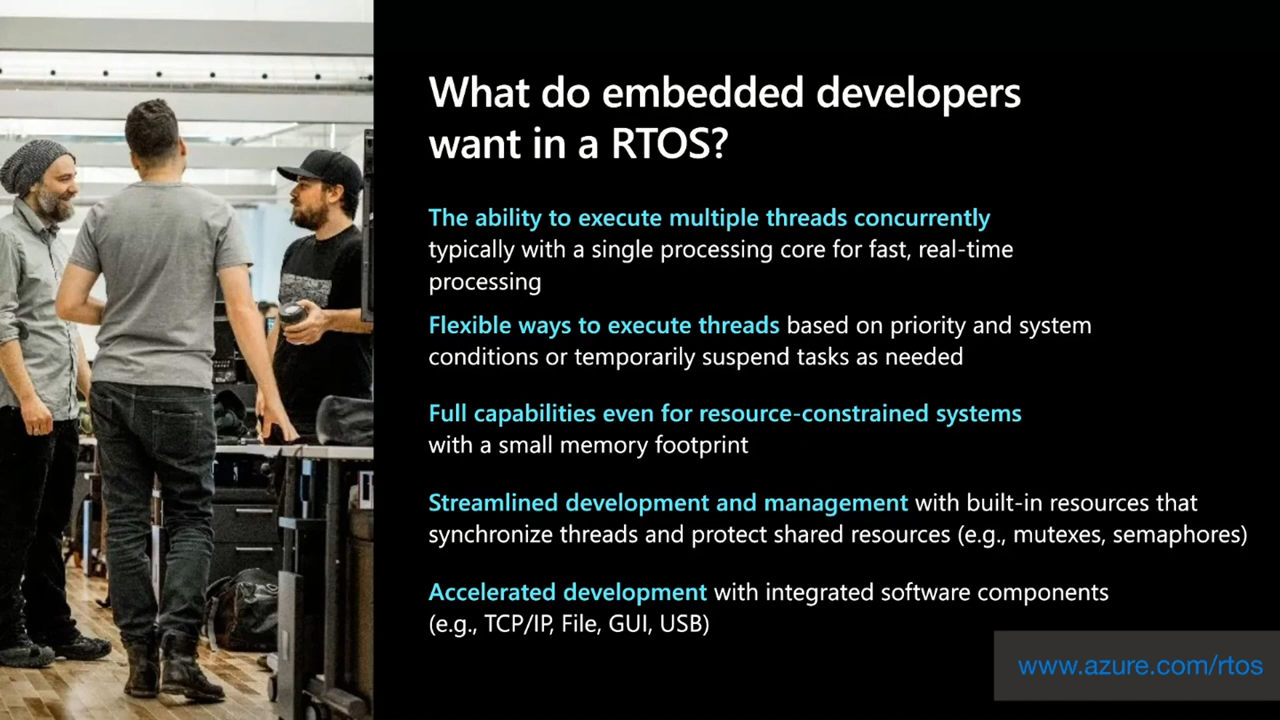 What do embedded developers
want in a RTOS?
The ability to execute multiple threads concurrently
typically with a single processing core for fast, real-time
processing
Flexible ways to execute threads based on priority and system
conditions or temporarily suspend tasks as needed
Full capabilities even for resource-constrained systems
with a small memory footprint
Streamlined development and management with built-in resources that
synchronize threads and protect shared resources (e.g., mutexes, semaphores)
Accelerated development with integrated software components
(e.g., TCP/IP, File, GUI, USB)
www.azure.com/rtos